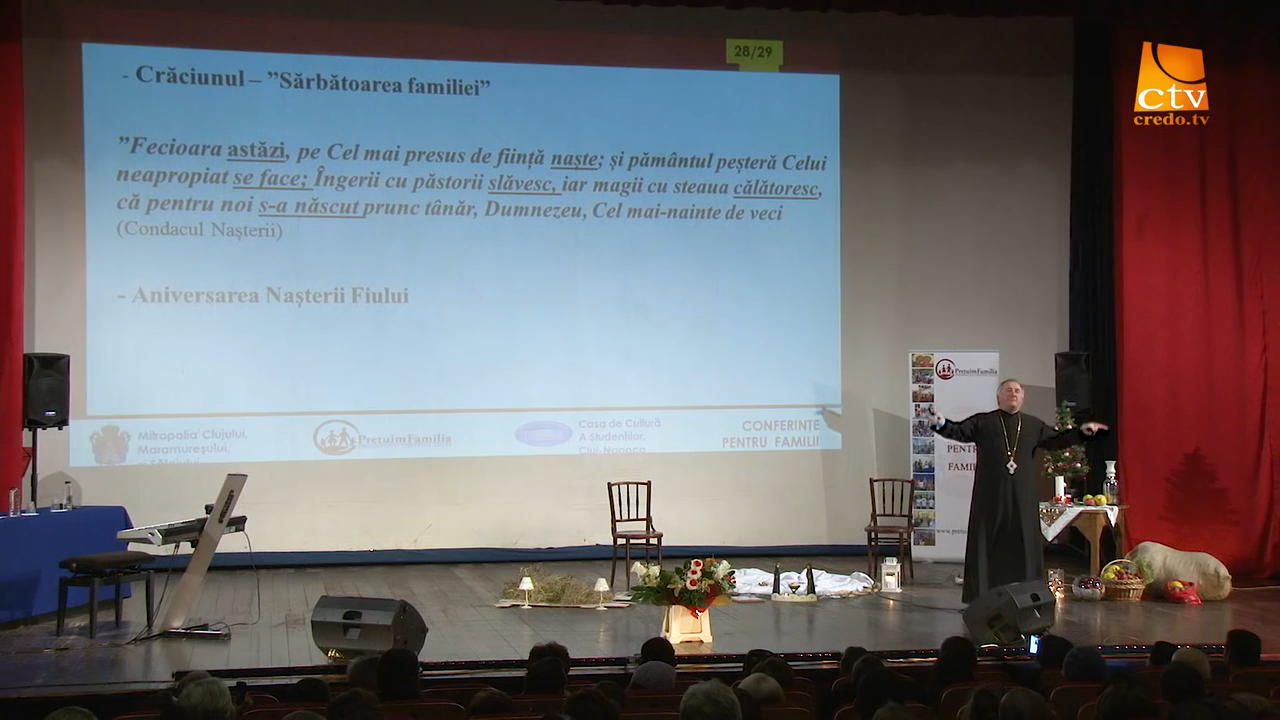 28/29
- Crăciunul – ”Sărbătoarea familiei”
”Fecioara astăzi, pe Cel mai presus de ființă naște; și pământul peșteră Celui
neapropiat se face; Îngerii cu păstorii slăvesc, iar magii cu steaua călătoresc,
că pentru noi s-a născut prunc tânăr, Dumnezeu, Cel mai-nainte de veci
(Condacul Nașterii)
- Aniversarea Nașterii Fiului
Mitropolia Clujului,
Maramureșului,
și Sălajului
PretuimFamilia
Casa de Cultură
A Studenților,
Cluj, Napoca
CONFERINȚE
PENTRU FAMILII
ctv
credo.tv
PretuimFamilia